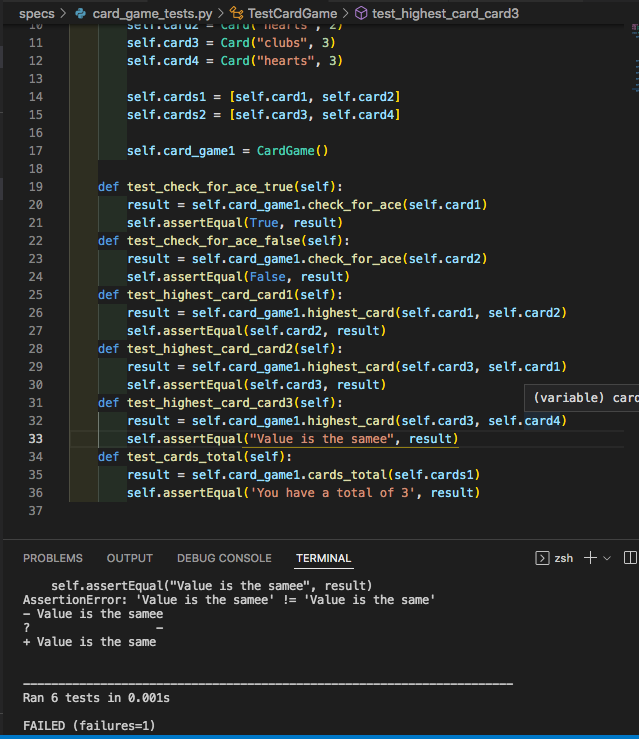 specs > card_game_tests.py > TestCardGame > test_highest_card_card3
10 self.card2 = Card("hearts", 2)
11 self.card3 = Card("clubs", 3)
12 self.card4 = Card("hearts", 3)
13
14 self.cards1 = [self.card1, self.card2]
15 self.cards2 = [self.card3, self.card4]
16
17 self.card_game1 = CardGame()
18
19 def test_check_for_ace_true(self):
20 result = self.card_game1.check_for_ace(self.card1)
21 self.assertEqual(True, result)
22 def test_check_for_ace_false(self):
23 result = self.card_game1.check_for_ace(self.card2)
24 self.assertEqual(False, result)
25 def test_highest_card_card1(self):
26 result = self.card_game1.highest_card(self.card1, self.card2)
27 self.assertEqual(self.card2, result)
28 def test_highest_card_card2(self):
29 result = self.card_game1.highest_card(self.card3, self.card1)
30 self.assertEqual(self.card3, result)
(variable) card
31 def test_highest_card_card3(self):
32 result = self.card_game1.highest_card(self.card3, self.card4)
33 self.assertEqual("Value is the samee", result)
34 def test_cards_total(self):
35 result = self.card_game1.cards_total(self.cards1)
36 self.assertEqual('You have a total of 3', result)
37
PROBLEMS OUTPUT DEBUG CONSOLE TERMINAL zsh
self.assertEqual("Value is the samee", result)
AssertionError: 'Value is the samee' != 'Value is the same'
- Value is the samee
? -
+ Value is the same
----------------------------------------------------------------------
Ran 6 tests in 0.001s
FAILED (failures=1)